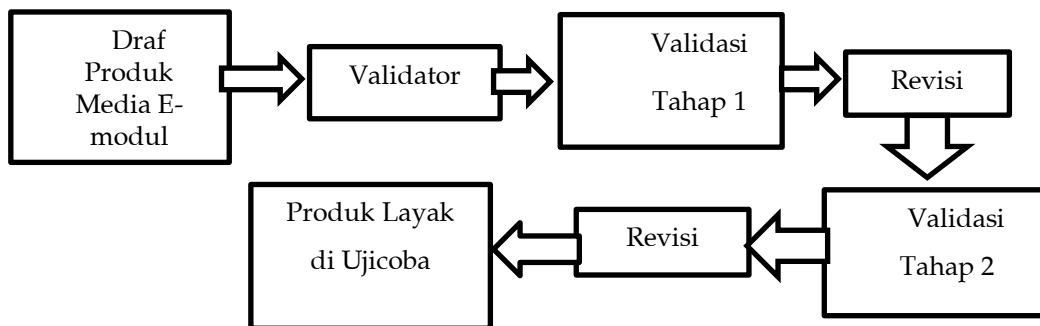 Draf
Produk
Media E-
modul
Validator
Validasi
Tahap 1
Revisi
Validasi
Tahap 2
Revisi
Produk Layak
di Ujicoba